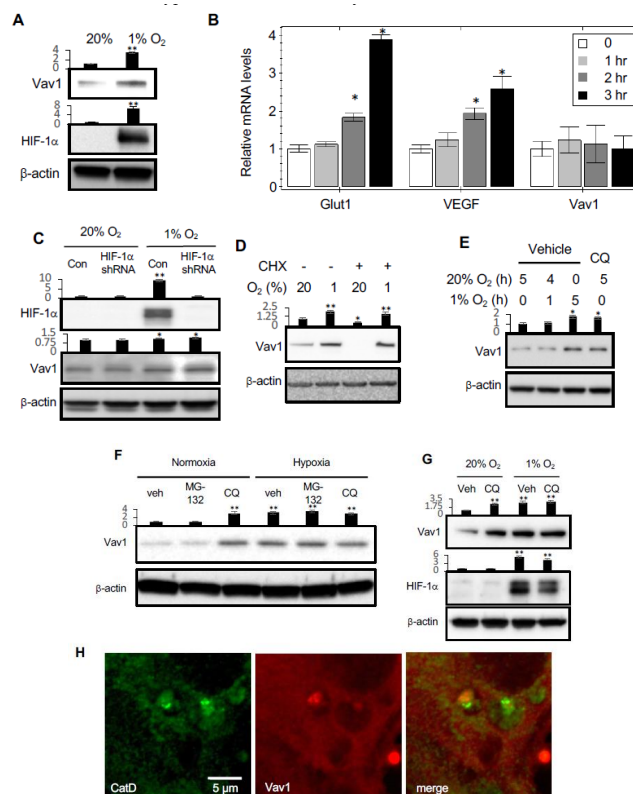 A
20% 1% O₂
4
2
0
**
Vav1
8
4
0
**
HIF-1α
β-actin
B
Relative mRNA levels
4
3
2
1
0
* * * *
0
1 hr
2 hr
3 hr
Glut1 VEGF Vav1
C
20% O₂ 1% O₂
Con HIF-1α shRNA Con HIF-1α shRNA
10
5
0
**
HIF-1α
1.5
0.75
0
* *
Vav1
β-actin
D
CHX - - + +
O₂ (%) 20 1 20 1
2.25
1.25
0
** * **
Vav1
β-actin
E
Vehicle CQ
20% O₂ (h) 5 4 0 5
1% O₂ (h) 0 1 5 0
2
1
0
* *
Vav1
β-actin
F
Normoxia Hypoxia
veh MG-132 CQ veh MG-132 CQ
4
2
0
** ** ** **
Vav1
β-actin
G
20% O₂ 1% O₂
Veh CQ Veh CQ
3.5
1.75
0
** ** **
Vav1
6
3
0
** **
HIF-1α
β-actin
H
CatD
5 µm
Vav1
merge